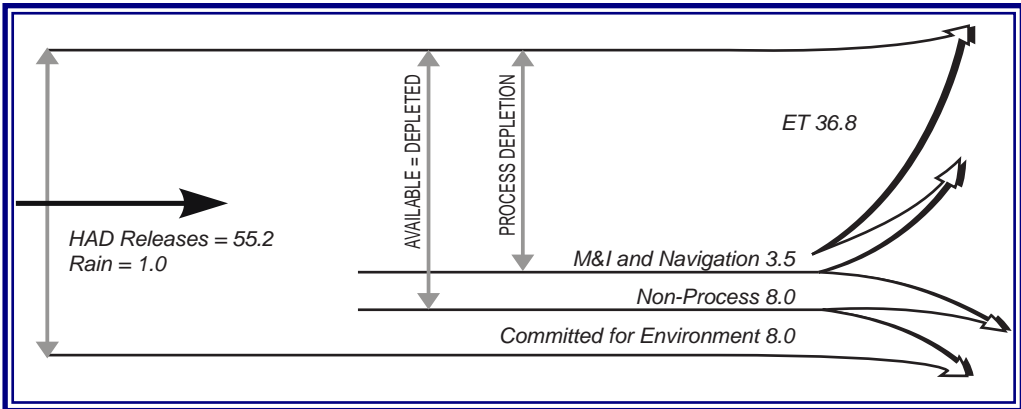 ET 36.8
AVAILABLE = DEPLETED
PROCESS DEPLETION
HAD Releases = 55.2
Rain = 1.0
M&I and Navigation 3.5
Non-Process 8.0
Committed for Environment 8.0